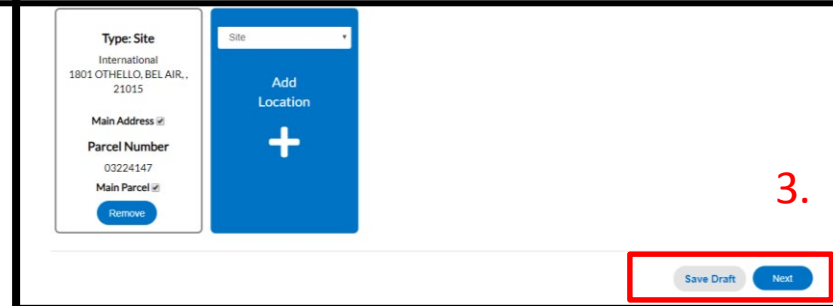 Type: Site
International
1801 OTHELLO, BEL AIR, ,
21015
Main Address
Parcel Number
03224147
Main Parcel
Remove
Site
Add
Location
3.
Save Draft
Next